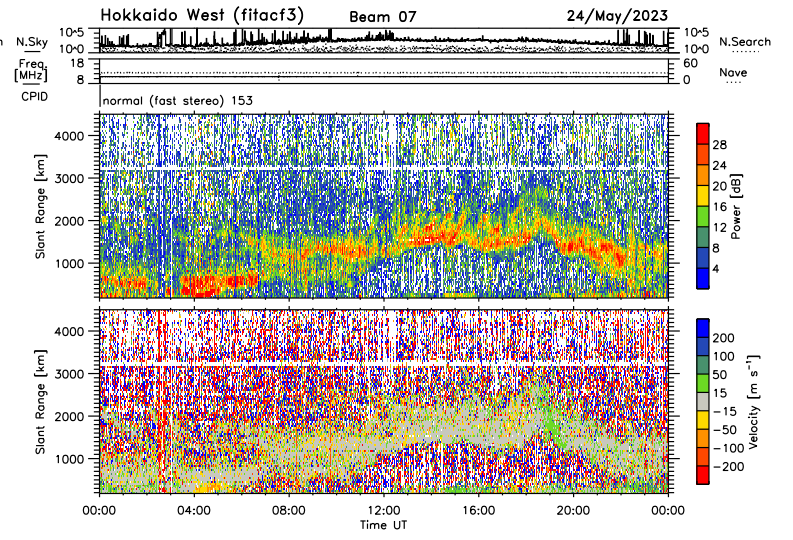 Hokkaido West (fitacf3) Beam 07 24/May/2023
N.Sky 10^5 10^0 10^5 10^0 N.Search
Freq. [MHz] 18 8 60 0 Nave
CPID normal (fast stereo) 153
Slant Range [km]
4000
3000
2000
1000
28
24
20
16
12
8
4
Power [dB]
Slant Range [km]
4000
3000
2000
1000
200
100
50
15
-15
-50
-100
-200
Velocity [m s⁻¹]
00:00 04:00 08:00 12:00 16:00 20:00 00:00
Time UT